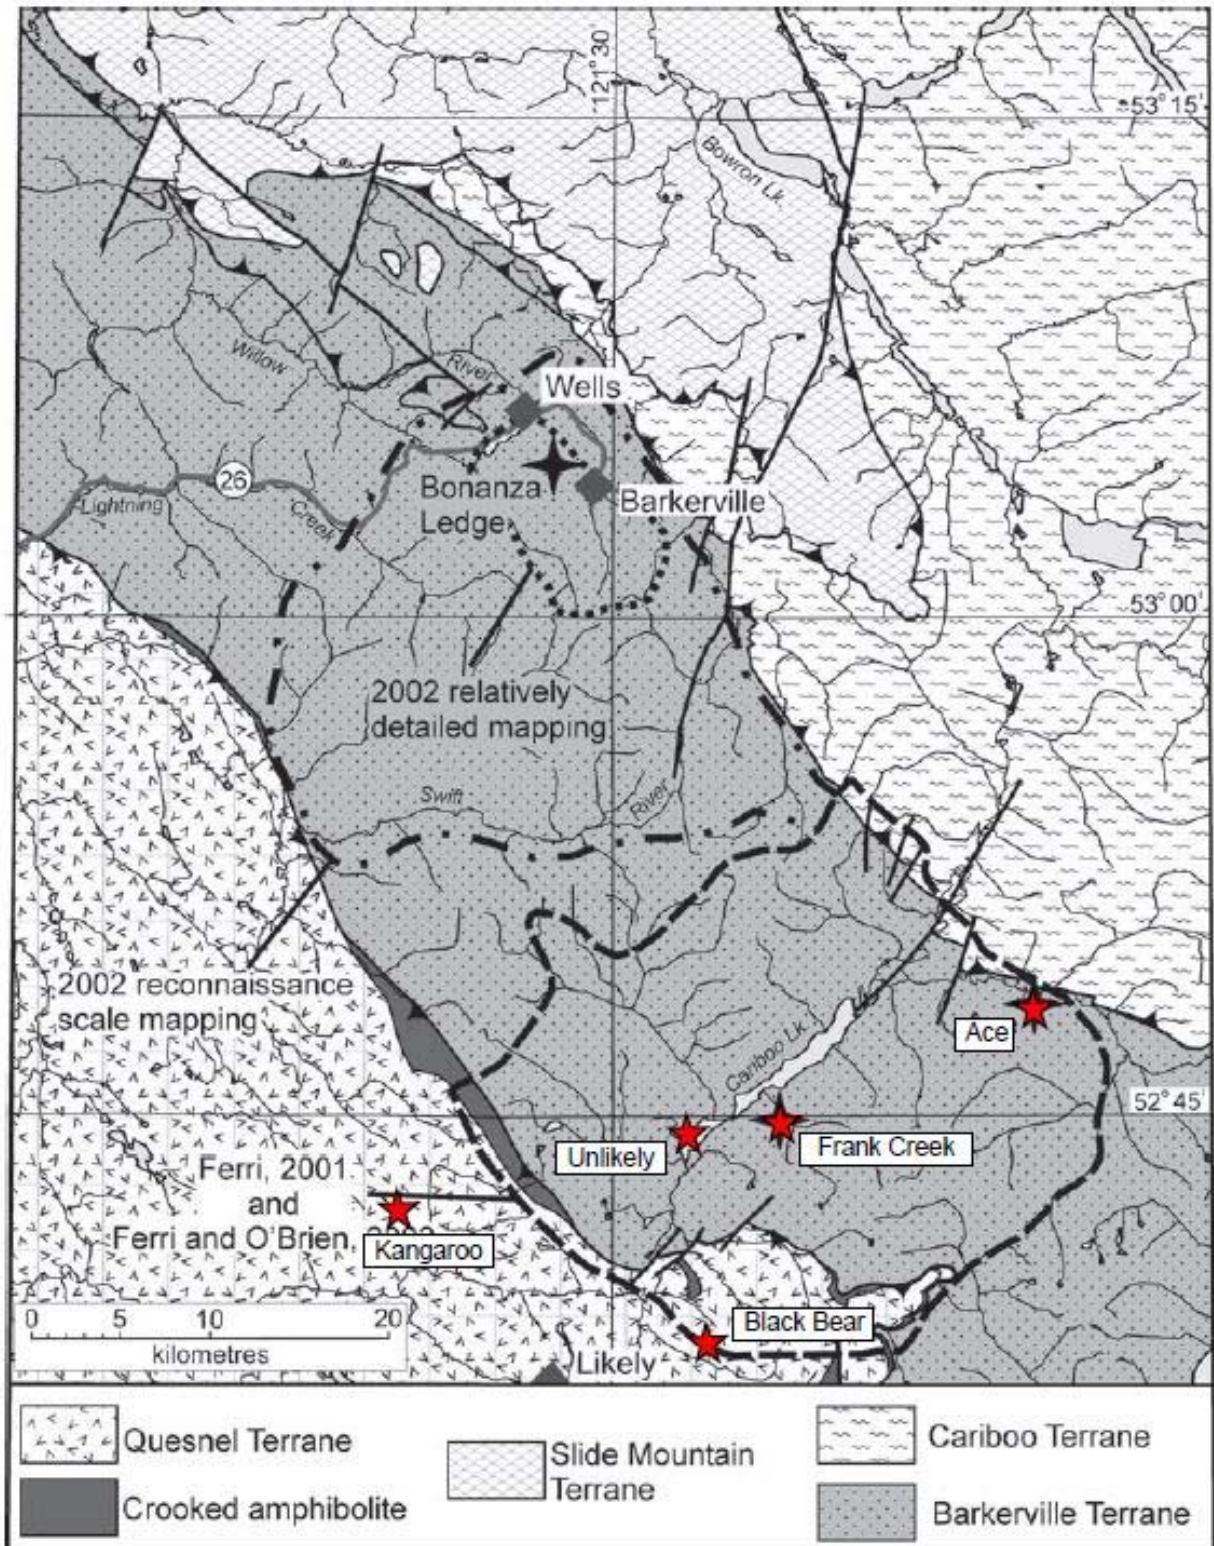 121°30'
53°15'
Bowron Lk.
Willow
River
Wells
26
Lightning
Creek
Bonanza
Ledge
Barkerville
53°00'
2002 relatively
detailed mapping
Swift
River
2002 reconnaissance
scale mapping
Ace
Cariboo Lk.
52°45'
Unlikely
Frank Creek
Ferri, 2001
and
Ferri and O'Brien,
Kangaroo
0 5 10 20
kilometres
Black Bear
Likely
Quesnel Terrane
Crooked amphibolite
Slide Mountain
Terrane
Cariboo Terrane
Barkerville Terrane